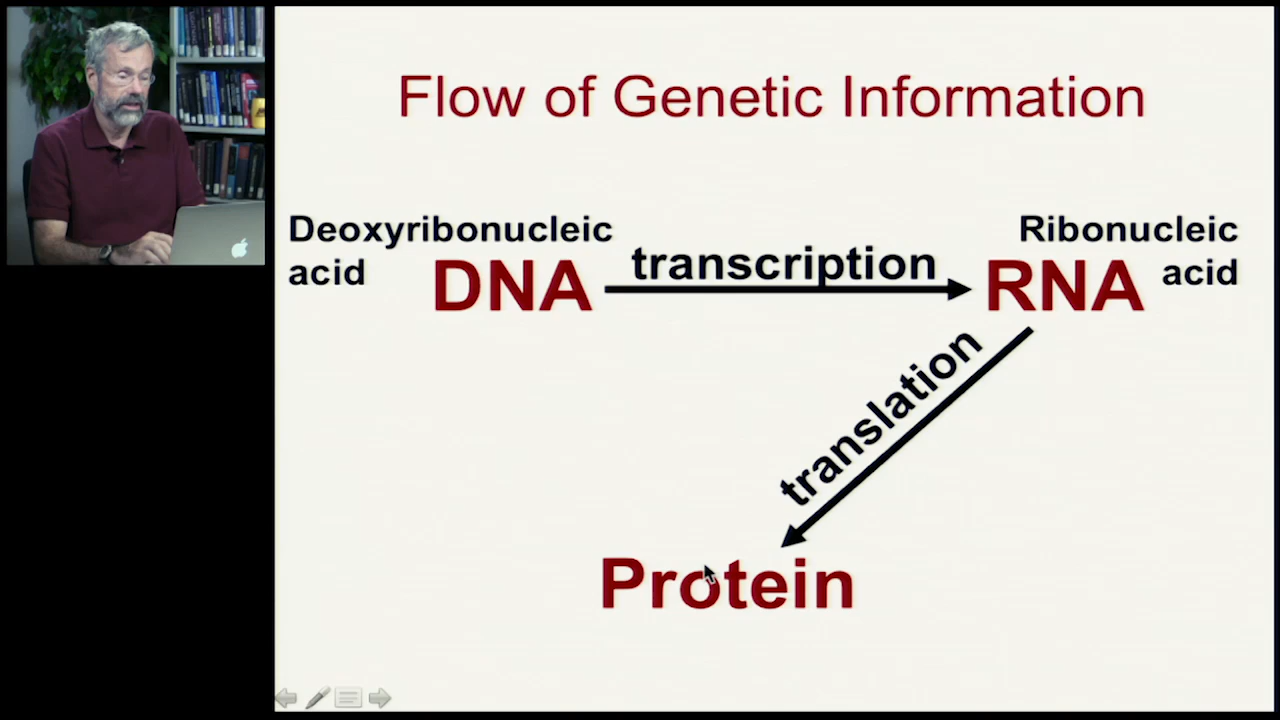 Flow of Genetic Information
Deoxyribonucleic
acid
DNA
transcription
Ribonucleic
acid
RNA
translation
Protein